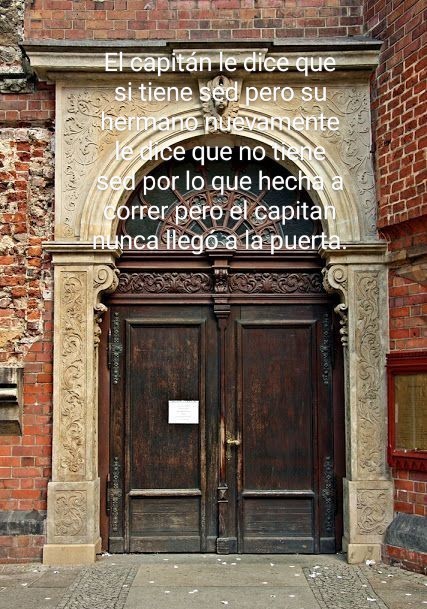 El capitán le dice que
si tiene sed pero su
hermano nuevamente
le dice que no tiene
sed por lo que hecha a
correr pero el capitan
nunca llego a la puerta.